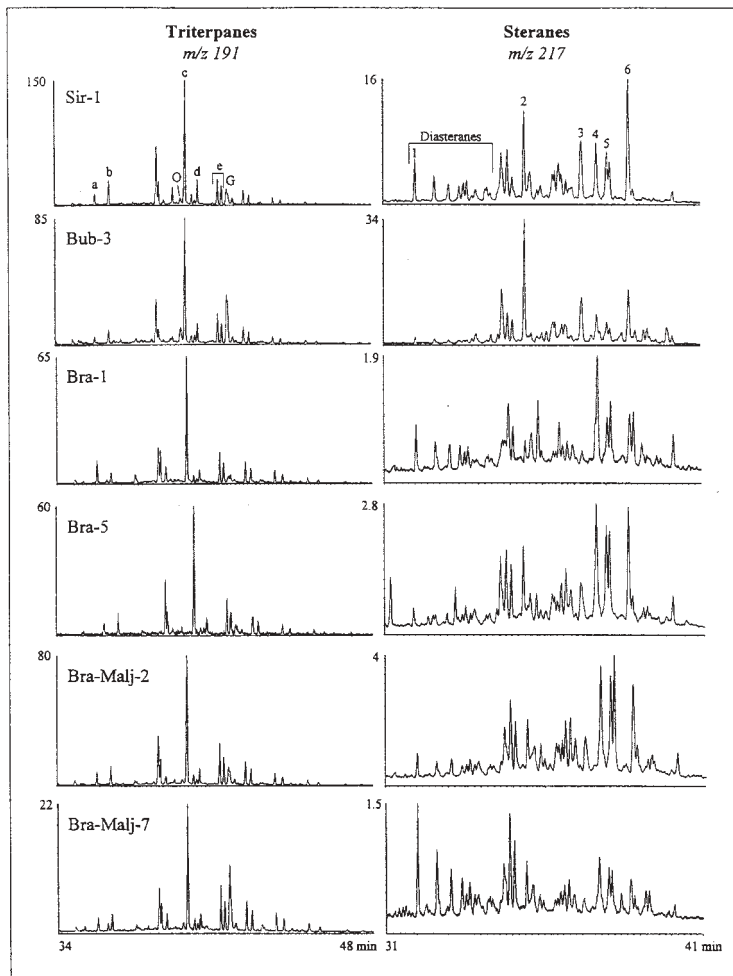 Triterpanes
m/z 191
Steranes
m/z 217
150
Sir-1
a
b
O
c
d
e
G
16
Diasteranes
1
2
3
4
5
6
85
Bub-3
34
65
Bra-1
1.9
60
Bra-5
2.8
80
Bra-Malj-2
4
22
Bra-Malj-7
1.5
34
48 min
31
41 min